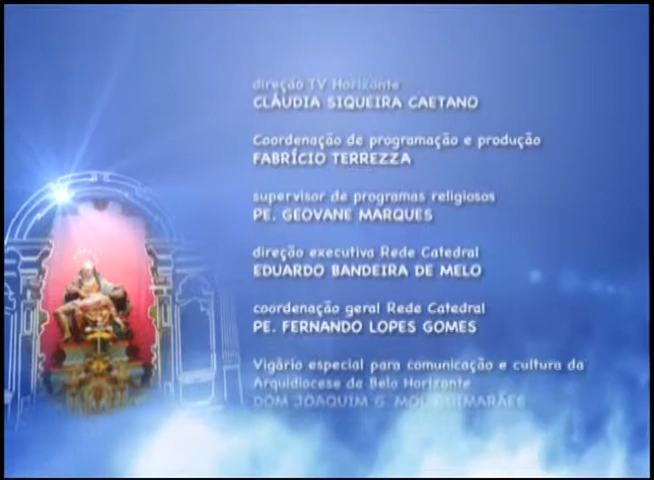 direção TV Horizonte
CLÁUDIA SIQUEIRA CAETANO
Coordenação de programação e produção
FABRÍCIO TERREZZA
supervisor de programas religiosos
PE. GEOVANE MARQUES
direção executiva Rede Catedral
EDUARDO BANDEIRA DE MELO
coordenação geral Rede Catedral
PE. FERNANDO LOPES GOMES
Vigário especial para comunicação e cultura da
Arquidiocese de Belo Horizonte
DOM JOAQUIM G. MOL GUIMARÃES